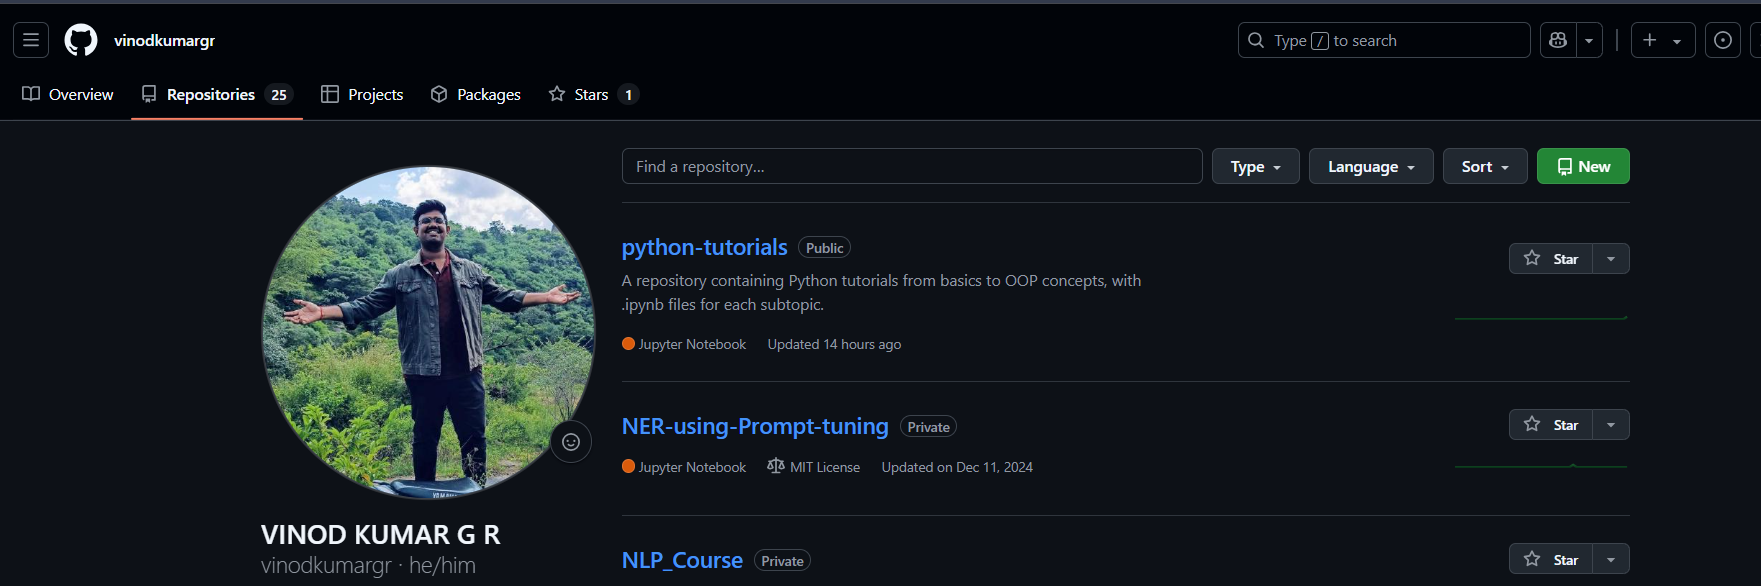 vinodkumargr
Type / to search
Overview
Repositories 25
Projects
Packages
Stars 1
Find a repository...
Type
Language
Sort
New
python-tutorials Public
Star
A repository containing Python tutorials from basics to OOP concepts, with
.ipynb files for each subtopic.
Jupyter Notebook Updated 14 hours ago
NER-using-Prompt-tuning Private
Star
Jupyter Notebook MIT License Updated on Dec 11, 2024
NLP_Course Private
Star
VINOD KUMAR G R
vinodkumargr · he/him